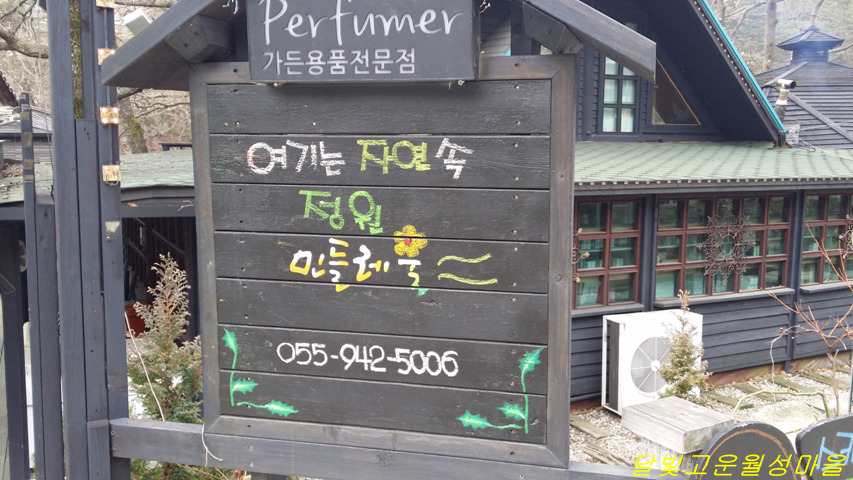 Perfumer
가든용품전문점
여기는 자연속
정원
민들레뜩
055-942-5006
달빛고운월성마을